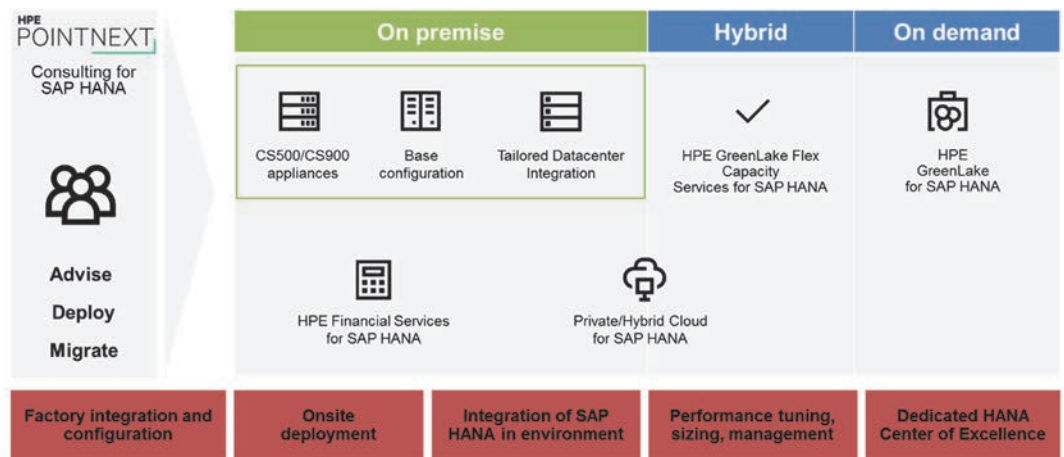 HPE
POINTNEXT
Consulting for
SAP HANA
Advise
Deploy
Migrate
On premise
Hybrid
On demand
CS500/CS900
appliances
Base
configuration
Tailored Datacenter
Integration
HPE GreenLake Flex
Capacity
Services for SAP HANA
HPE
GreenLake
for SAP HANA
HPE Financial Services
for SAP HANA
Private/Hybrid Cloud
for SAP HANA
Factory integration and
configuration
Onsite
deployment
Integration of SAP
HANA in environment
Performance tuning,
sizing, management
Dedicated HANA
Center of Excellence